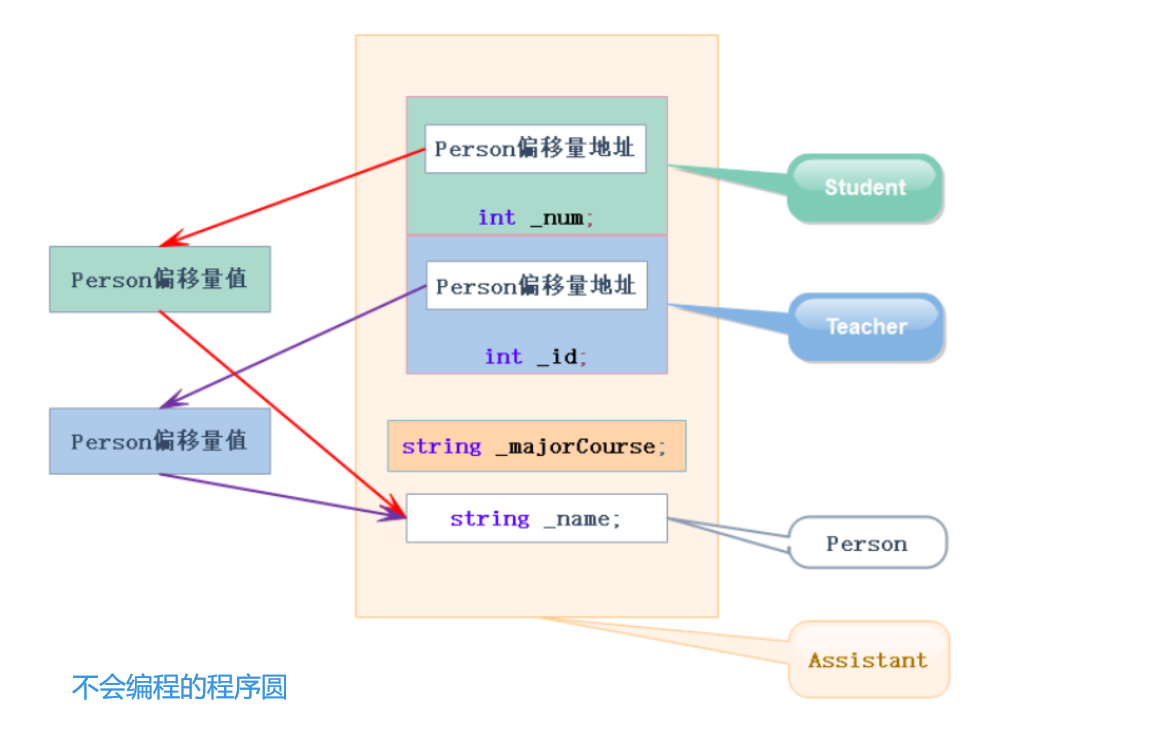 Person偏移量地址
Student
int _num;
Person偏移量值
Person偏移量地址
Teacher
int _id;
Person偏移量值
string _majorCourse;
string _name;
Person
Assistant
不会编程的程序圆